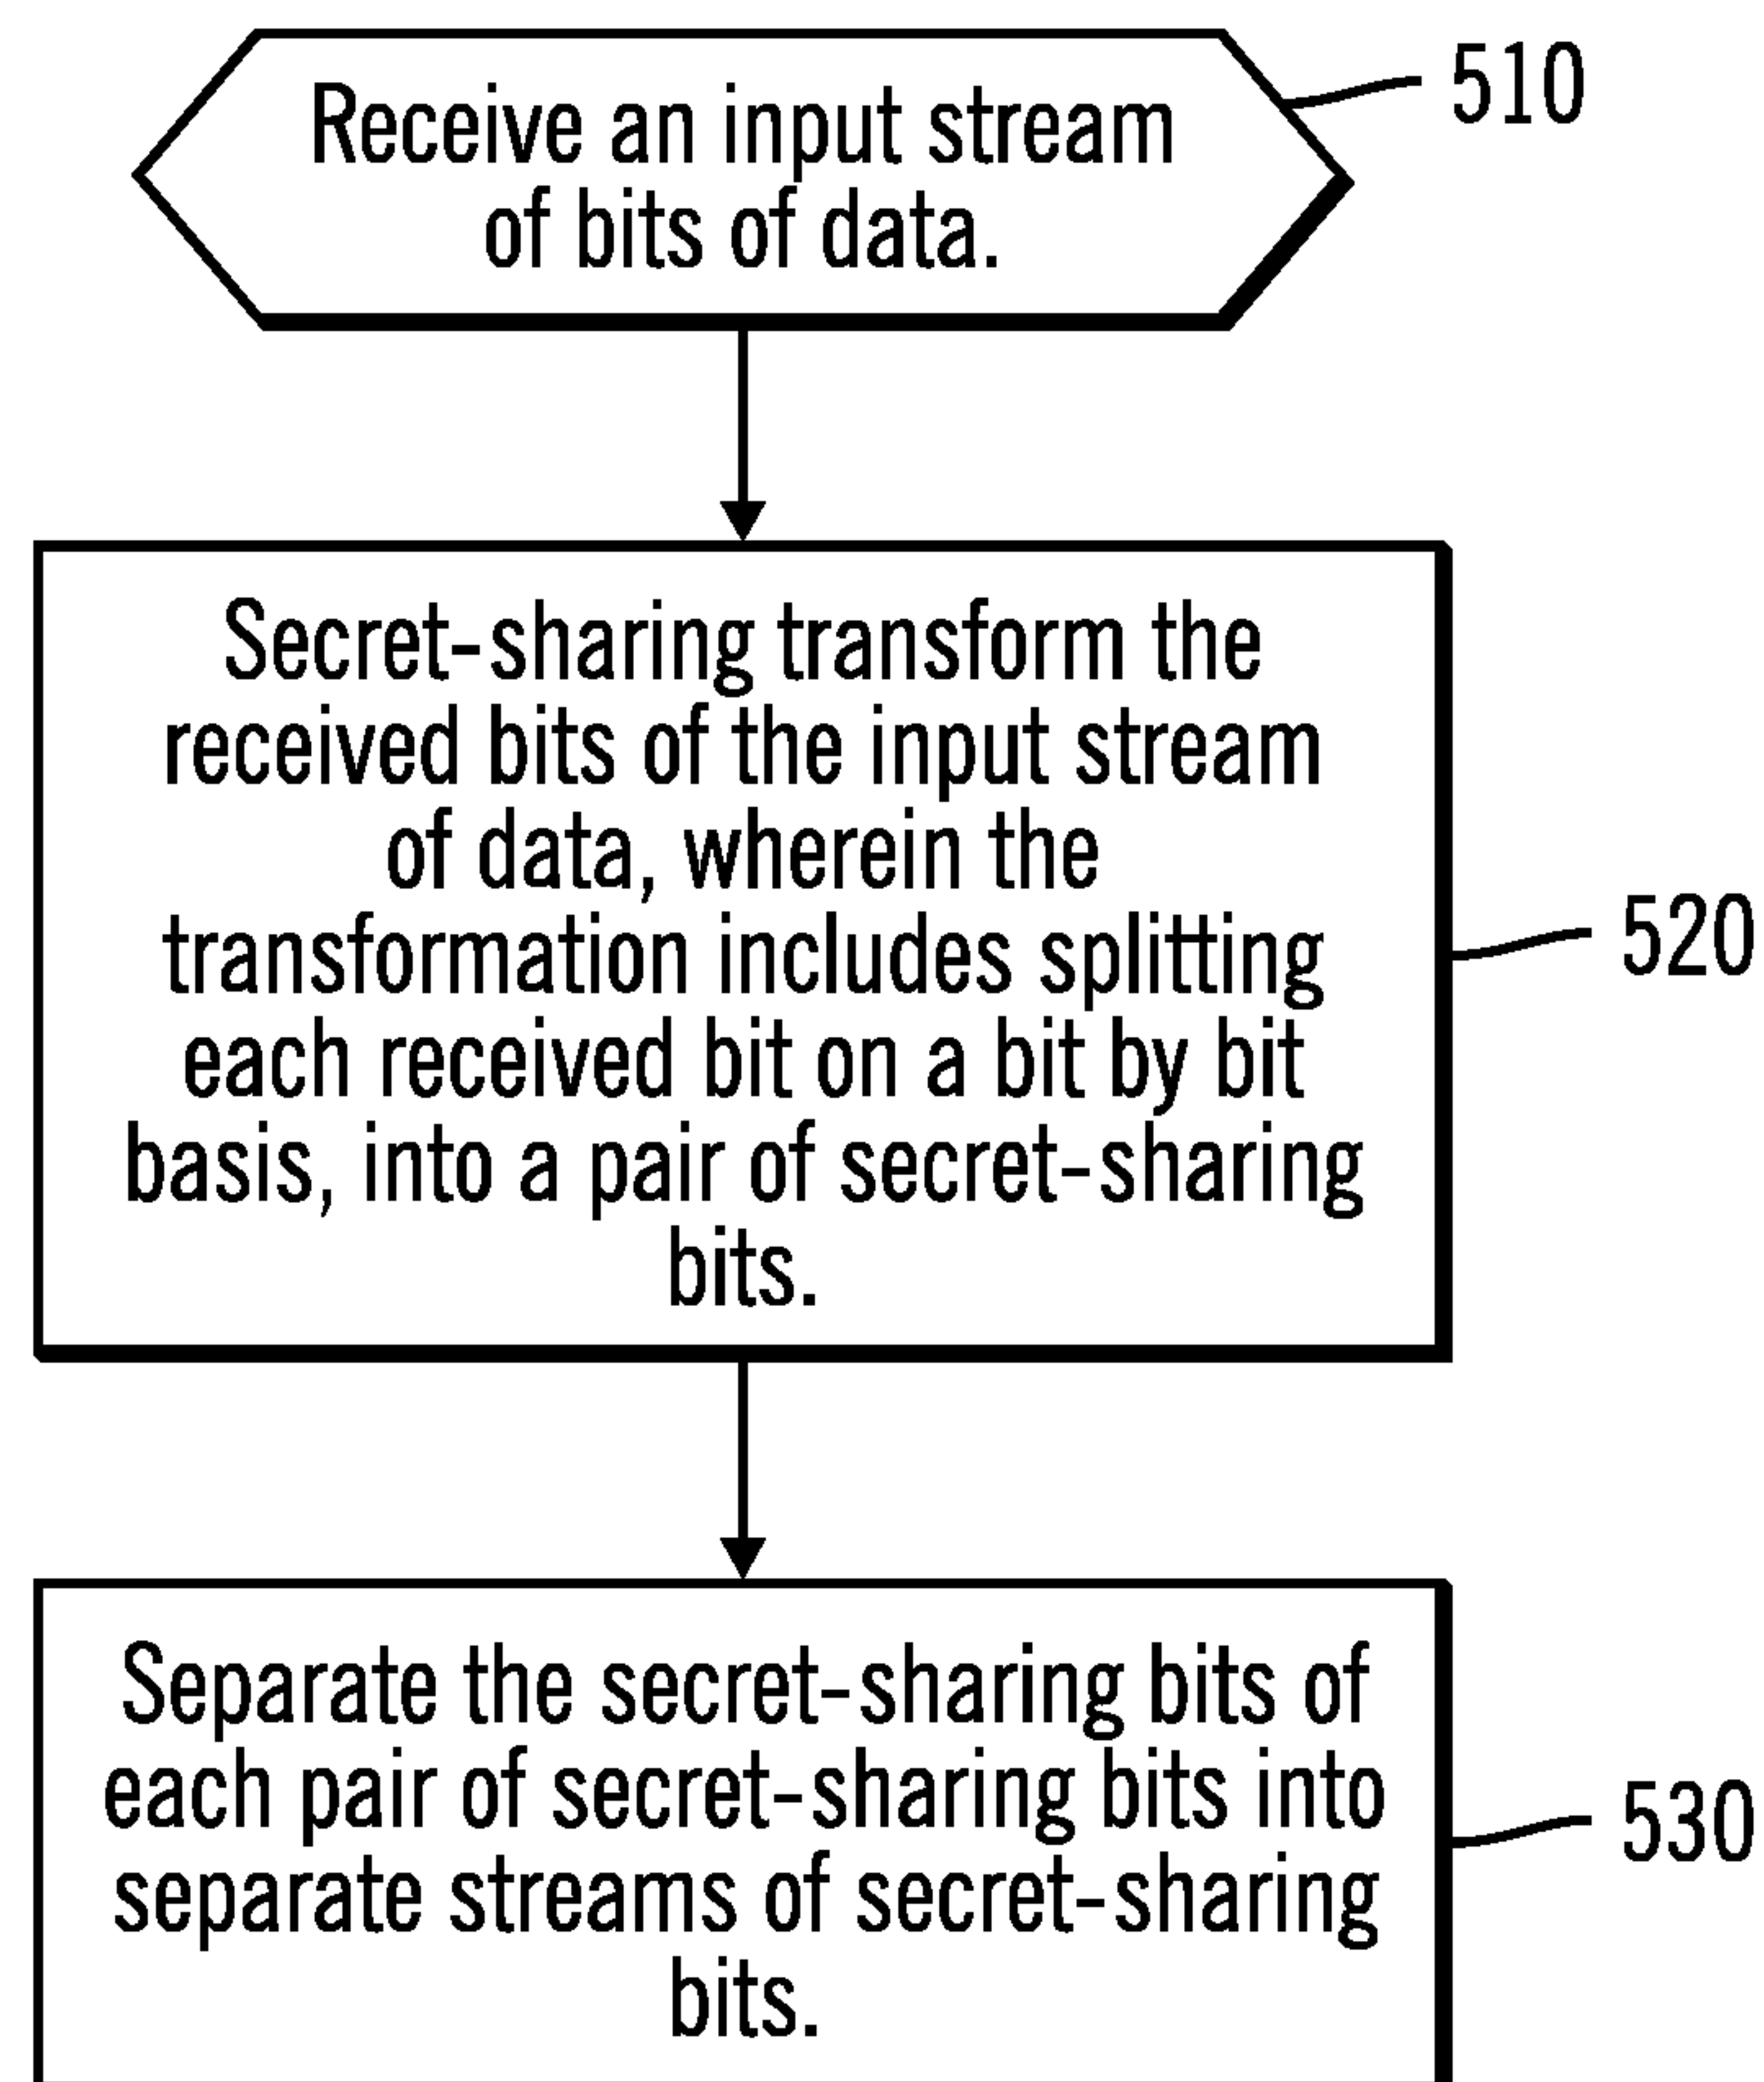 Receive an input stream
of bits of data.
510
Secret-sharing transform the
received bits of the input stream
of data, wherein the
transformation includes splitting
each received bit on a bit by bit
basis, into a pair of secret-sharing
bits.
520
Separate the secret-sharing bits of
each pair of secret-sharing bits into
separate streams of secret-sharing
bits.
530